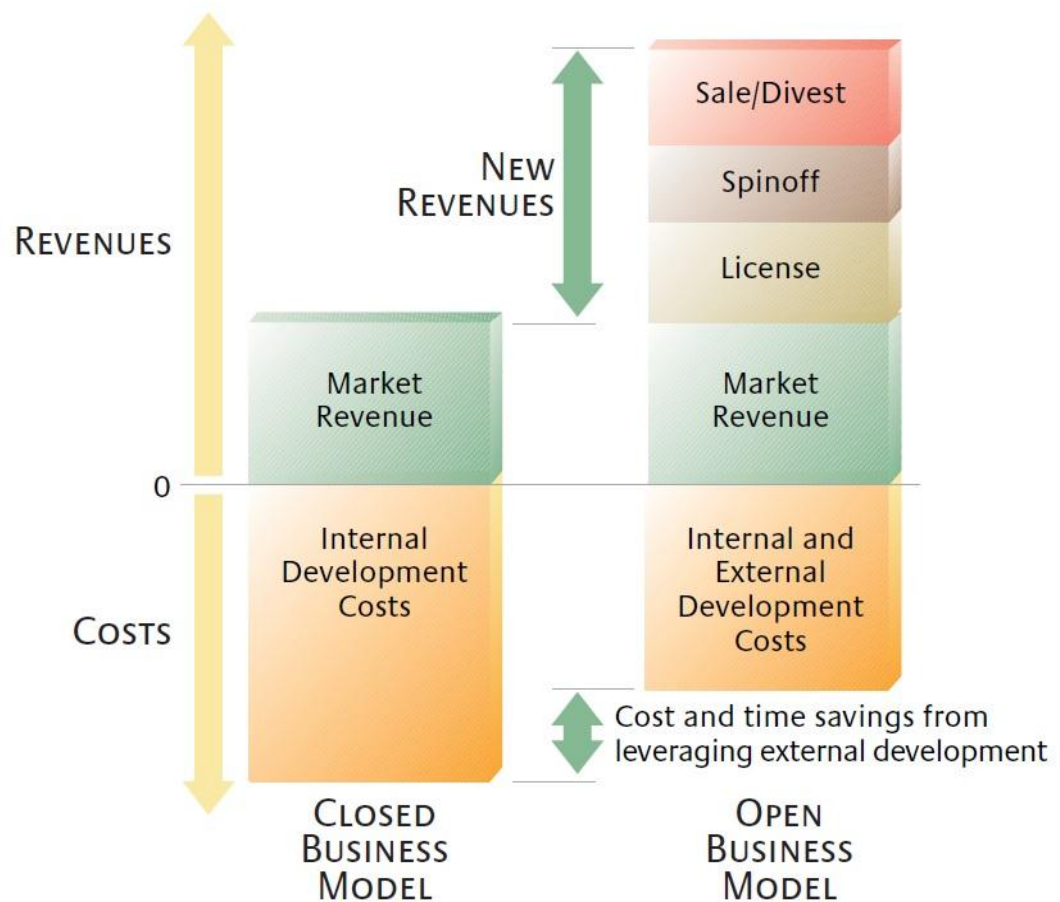 Sale/Divest
NEW
REVENUES
Spinoff
REVENUES
License
Market
Revenue
Market
Revenue
0
Internal
Development
Costs
Internal and
External
Development
Costs
COSTS
Cost and time savings from
leveraging external development
CLOSED
BUSINESS
MODEL
OPEN
BUSINESS
MODEL